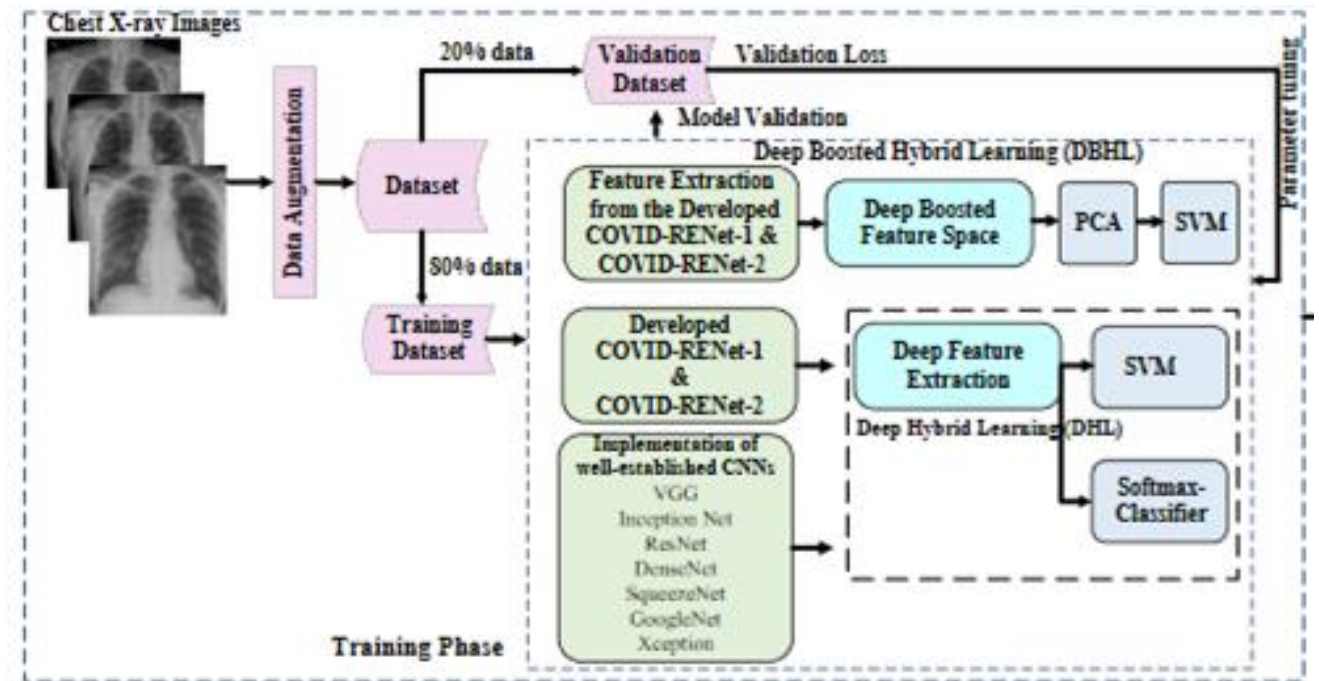 Chest X-ray Images
Data Augmentation
Dataset
20% data
80% data
Validation
Dataset
Validation Loss
Parameter tuning
Model Validation
Training
Dataset
Deep Boosted Hybrid Learning (DBHL)
Feature Extraction
from the Developed
COVID-RENet-1 &
COVID-RENet-2
Deep Boosted
Feature Space
PCA
SVM
Developed
COVID-RENet-1
&
COVID-RENet-2
Deep Feature
Extraction
SVM
Deep Hybrid Learning (DHL)
Softmax-
Classifier
Implementation of
well-established CNNs
VGG
Inception Net
ResNet
DenseNet
SqueezeNet
GoogleNet
Xception
Training Phase